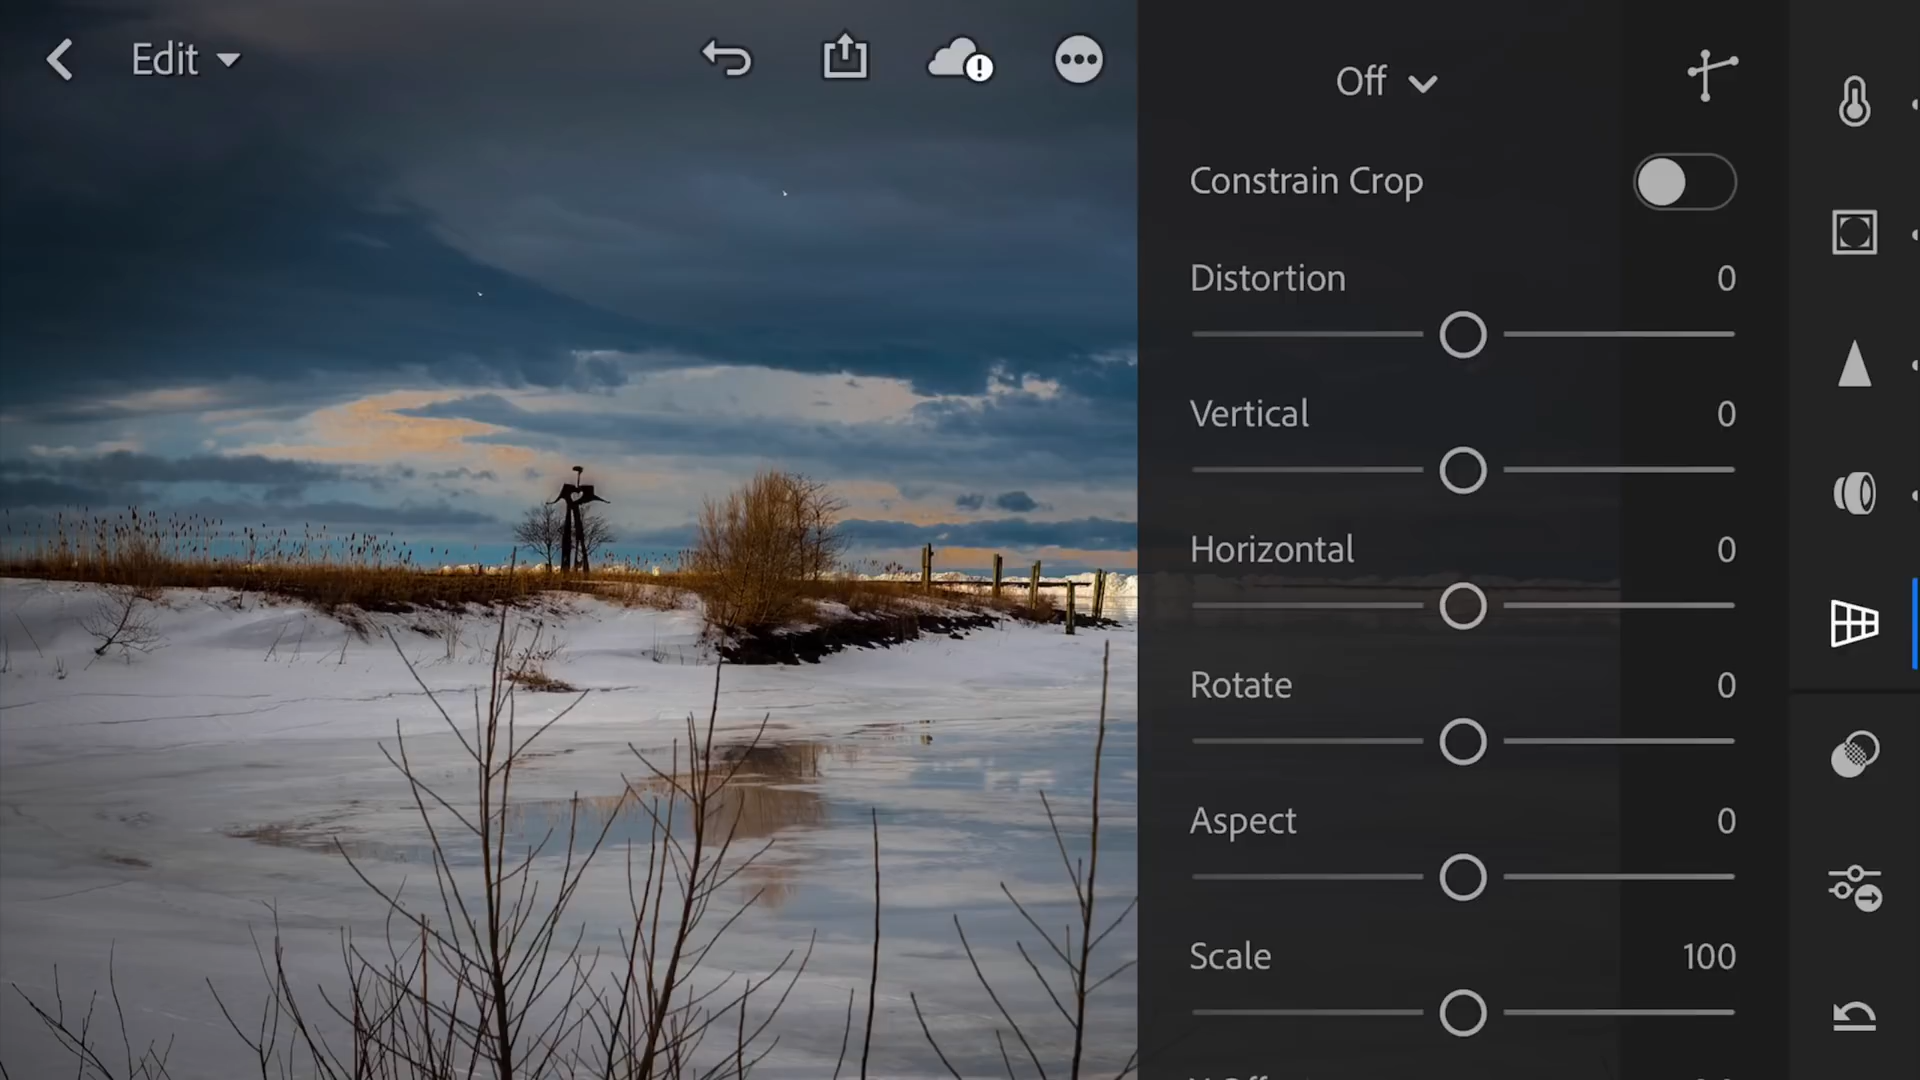 Edit
Off
Constrain Crop
Distortion 0
Vertical 0
Horizontal 0
Rotate 0
Aspect 0
Scale 100